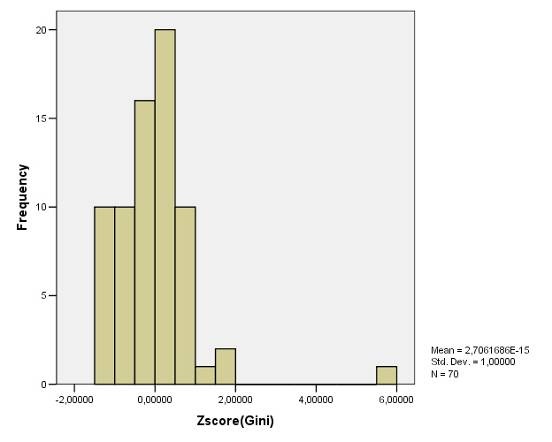 20
15
Frequency
10
5
0
-2,00000
0,00000
2,00000
4,00000
6,00000
Zscore(Gini)
Mean = 2,7061686E-15
Std. Dev. = 1,00000
N = 70